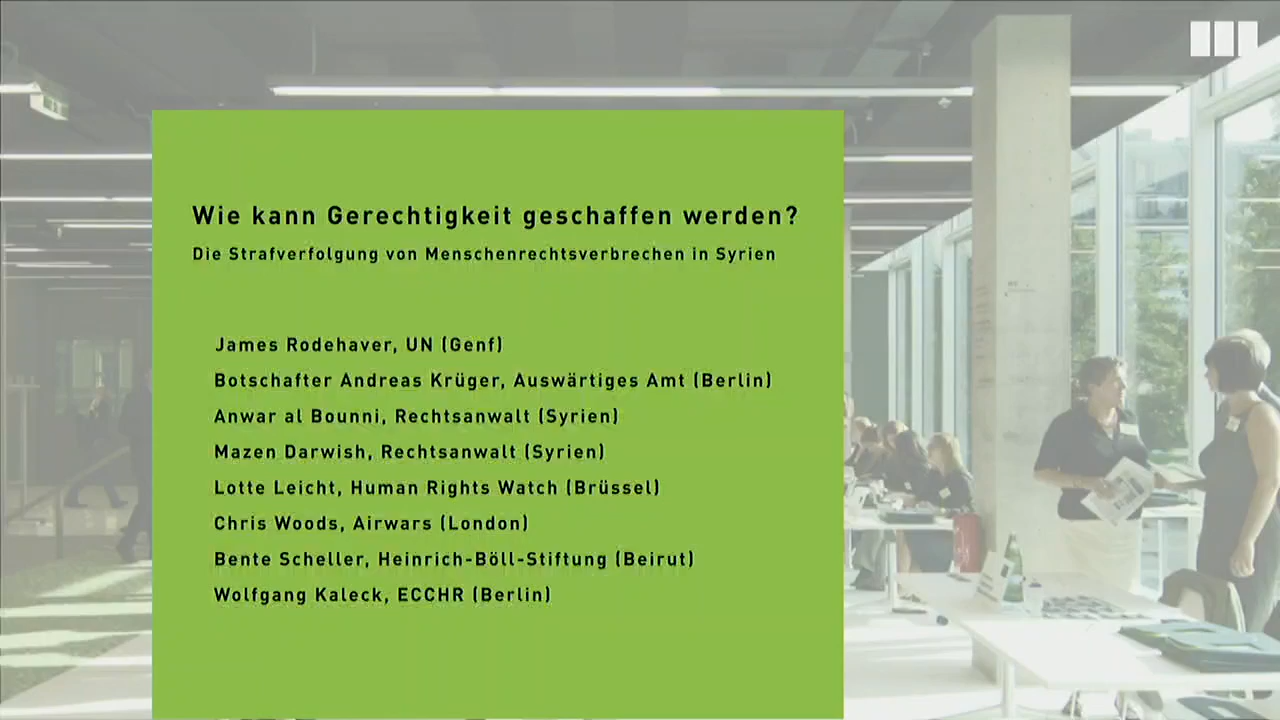 Wie kann Gerechtigkeit geschaffen werden?
Die Strafverfolgung von Menschenrechtsverbrechen in Syrien
James Rodehaver, UN (Genf)
Botschafter Andreas Krüger, Auswärtiges Amt (Berlin)
Anwar al Bounni, Rechtsanwalt (Syrien)
Mazen Darwish, Rechtsanwalt (Syrien)
Lotte Leicht, Human Rights Watch (Brüssel)
Chris Woods, Airwars (London)
Bente Scheller, Heinrich-Böll-Stiftung (Beirut)
Wolfgang Kaleck, ECCHR (Berlin)